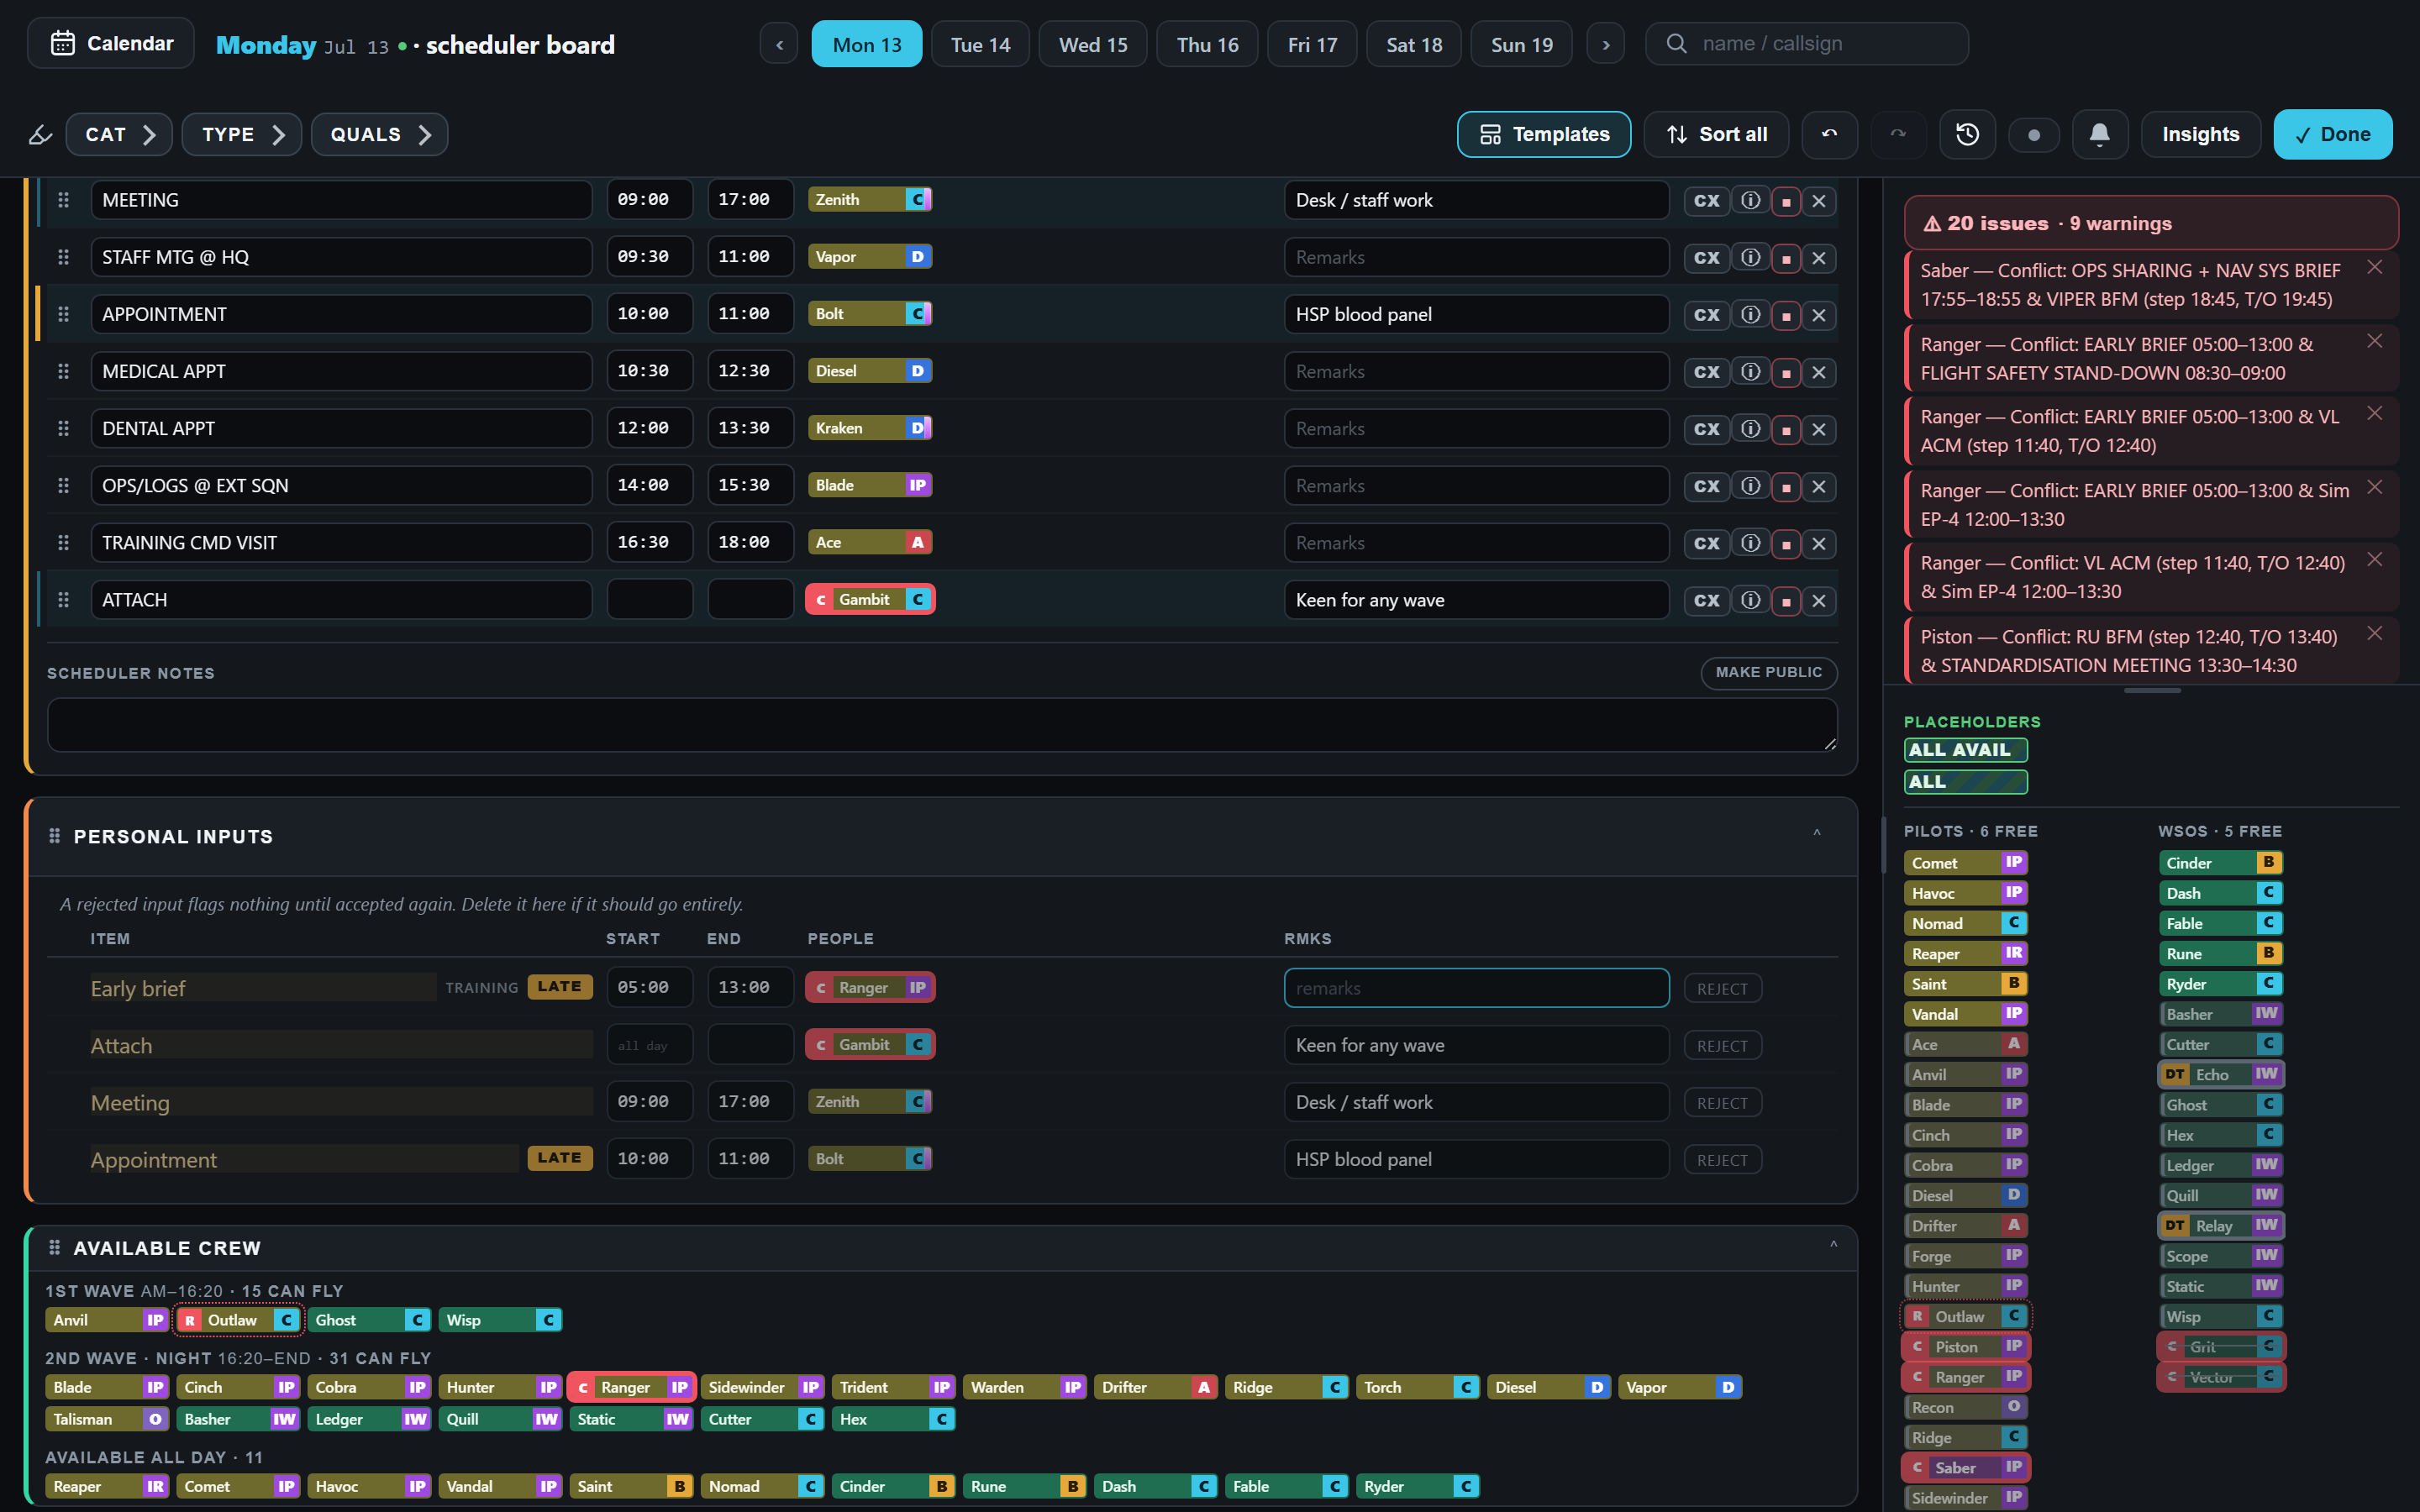 Calendar
Monday Jul 13 · scheduler board
‹ Mon 13 Tue 14 Wed 15 Thu 16 Fri 17 Sat 18 Sun 19 ›
name / callsign
CAT TYPE QUALS
Templates Sort all Insights ✓ Done
MEETING 09:00 17:00 Zenith C Desk / staff work CX
STAFF MTG @ HQ 09:30 11:00 Vapor D Remarks CX
APPOINTMENT 10:00 11:00 Bolt C HSP blood panel CX
MEDICAL APPT 10:30 12:30 Diesel D Remarks CX
DENTAL APPT 12:00 13:30 Kraken D Remarks CX
OPS/LOGS @ EXT SQN 14:00 15:30 Blade IP Remarks CX
TRAINING CMD VISIT 16:30 18:00 Ace A Remarks CX
ATTACH C Gambit C Keen for any wave CX
SCHEDULER NOTES MAKE PUBLIC
PERSONAL INPUTS
A rejected input flags nothing until accepted again. Delete it here if it should go entirely.
ITEM START END PEOPLE RMKS
Early brief TRAINING LATE 05:00 13:00 C Ranger IP remarks REJECT
Attach all day C Gambit C Keen for any wave REJECT
Meeting 09:00 17:00 Zenith C Desk / staff work REJECT
Appointment LATE 10:00 11:00 Bolt C HSP blood panel REJECT
AVAILABLE CREW
1ST WAVE AM–16:20 · 15 CAN FLY
Anvil IP R Outlaw C Ghost C Wisp C
2ND WAVE · NIGHT 16:20–END · 31 CAN FLY
Blade IP Cinch IP Cobra IP Hunter IP C Ranger IP Sidewinder IP Trident IP Warden IP Drifter A Ridge C Torch C Diesel D Vapor D
Talisman O Basher IW Ledger IW Quill IW Static IW Cutter C Hex C
AVAILABLE ALL DAY · 11
Reaper IR Comet IP Havoc IP Vandal IP Saint B Nomad C Cinder B Rune B Dash C Fable C Ryder C
⚠ 20 issues · 9 warnings
Saber — Conflict: OPS SHARING + NAV SYS BRIEF
17:55–18:55 & VIPER BFM (step 18:45, T/O 19:45)
Ranger — Conflict: EARLY BRIEF 05:00–13:00 &
FLIGHT SAFETY STAND-DOWN 08:30–09:00
Ranger — Conflict: EARLY BRIEF 05:00–13:00 & VL
ACM (step 11:40, T/O 12:40)
Ranger — Conflict: EARLY BRIEF 05:00–13:00 & Sim
EP-4 12:00–13:30
Ranger — Conflict: VL ACM (step 11:40, T/O 12:40)
& Sim EP-4 12:00–13:30
Piston — Conflict: RU BFM (step 12:40, T/O 13:40)
& STANDARDISATION MEETING 13:30–14:30
PLACEHOLDERS
ALL AVAIL
ALL
PILOTS · 6 FREE
Comet IP
Havoc IP
Nomad C
Reaper IR
Saint B
Vandal IP
Ace A
Anvil IP
Blade IP
Cinch IP
Cobra IP
Diesel D
Drifter A
Forge IP
Hunter IP
R Outlaw C
C Piston IP
C Ranger IP
Recon O
Ridge C
C Saber IP
Sidewinder IP
WSOS · 5 FREE
Cinder B
Dash C
Fable C
Rune B
Ryder C
Basher IW
Cutter C
DT Echo IW
Ghost C
Hex C
Ledger IW
Quill IW
DT Relay IW
Scope IW
Static IW
Wisp C
C Grit C
C Vector C